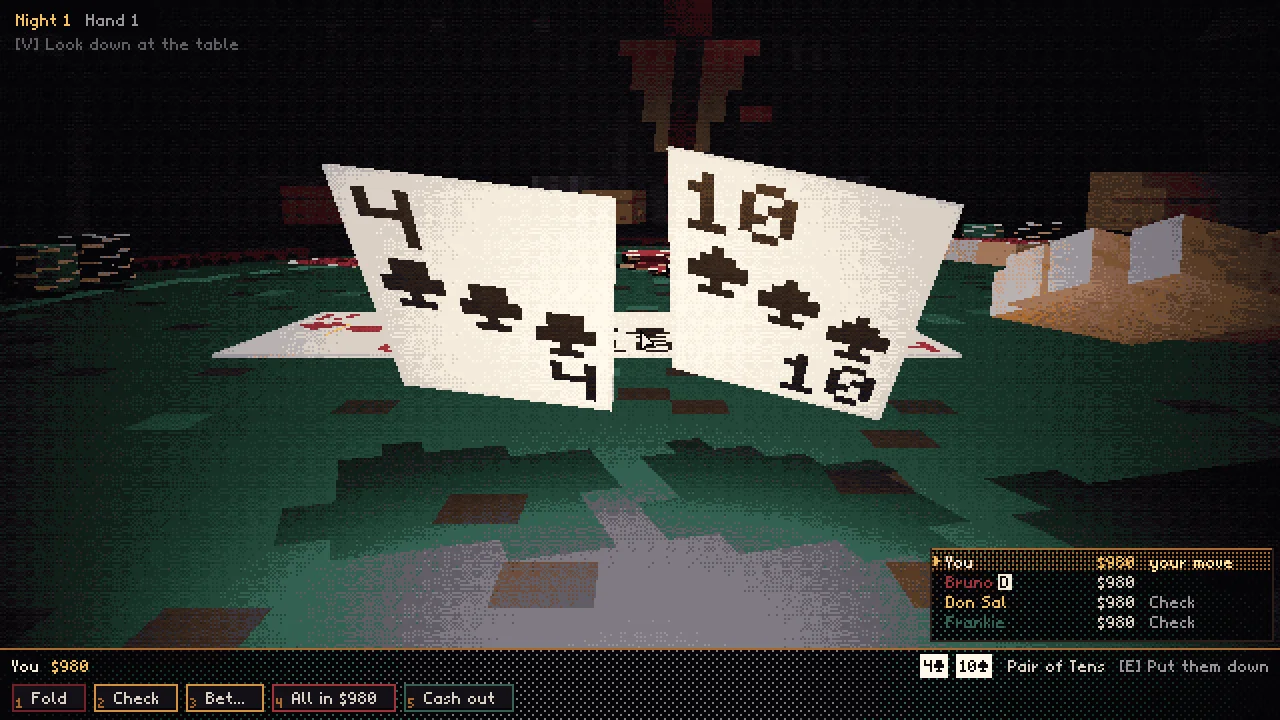 Night 1 Hand 1
[V] Look down at the table
4
10
4
10
You $980 your move
Bruno D $980
Don Sal $980 Check
Frankie $980 Check
You $980
4♣ 10♠ Pair of Tens [E] Put them down
1 Fold
2 Check
3 Bet...
4 All in $980
5 Cash out